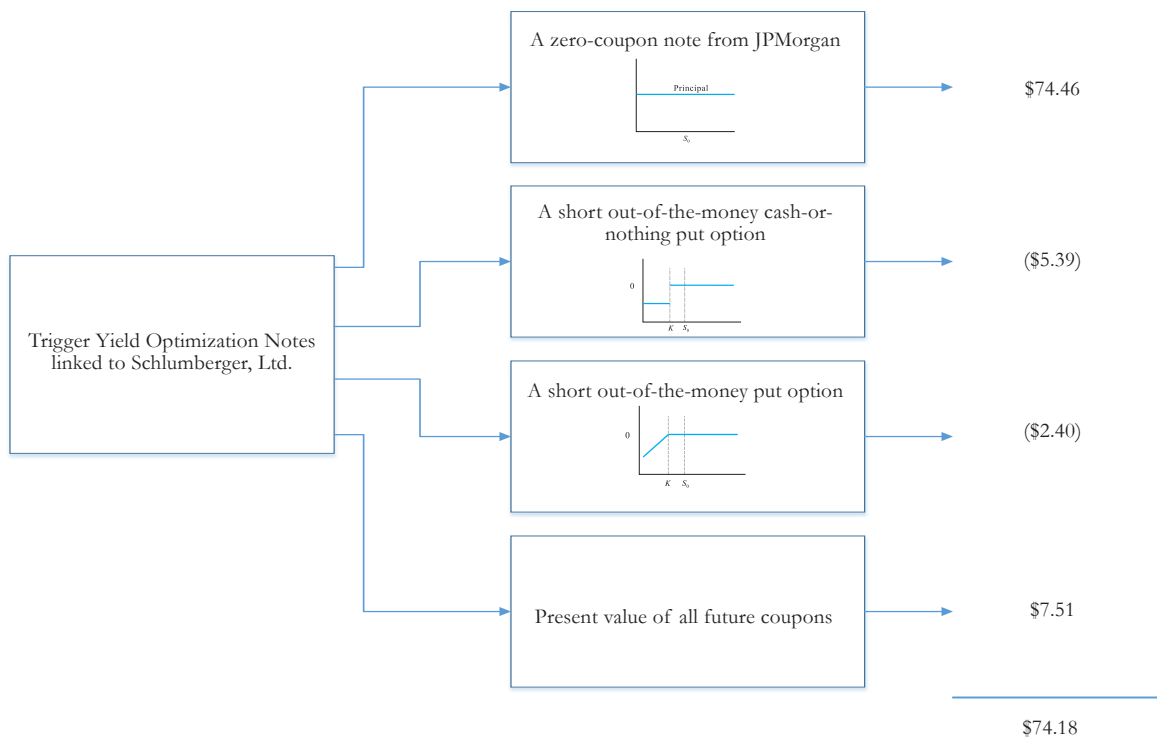 A zero-coupon note from JPMorgan
Principal
S0
$74.46
A short out-of-the-money cash-or-
nothing put option
0
K S0
($5.39)
Trigger Yield Optimization Notes
linked to Schlumberger, Ltd.
A short out-of-the-money put option
0
K S0
($2.40)
Present value of all future coupons
$7.51
$74.18